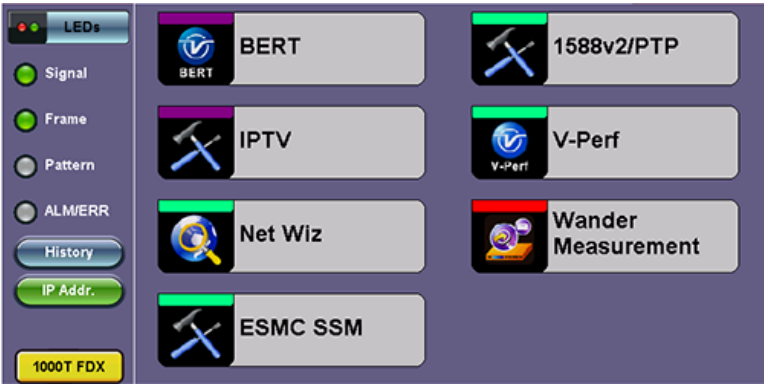 LEDs
Signal
Frame
Pattern
ALM/ERR
History
IP Addr.
1000T FDX
BERT
BERT
1588v2/PTP
IPTV
V-Perf
V-Perf
Net Wiz
Wander
Measurement
ESMC SSM